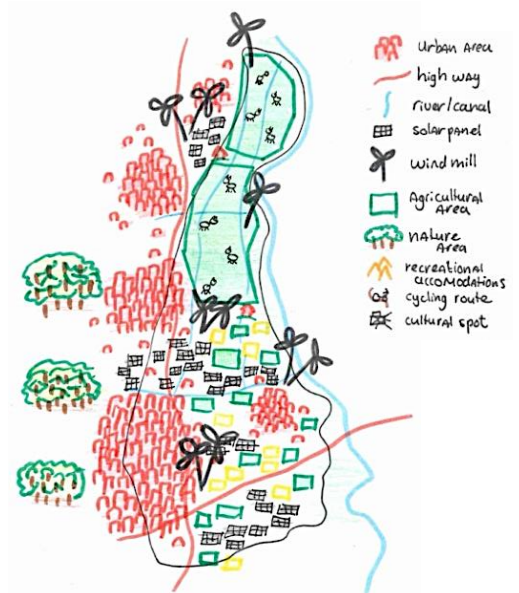 urban Area
high way
river/canal
solar panel
wind mill
Agricultural
Area
nature
Area
recreational
accomodations
cycling route
cultural spot